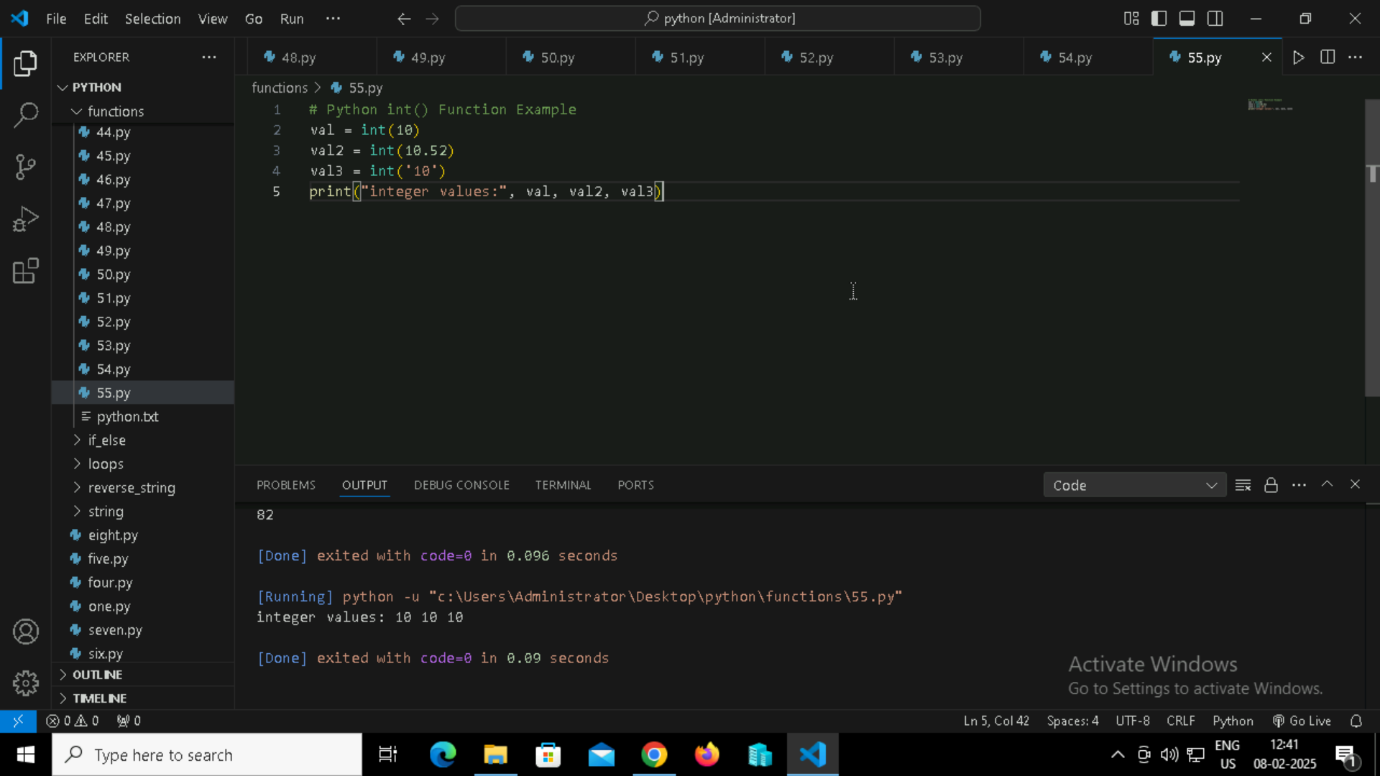 File Edit Selection View Go Run ···
python [Administrator]
EXPLORER ···
48.py 49.py 50.py 51.py 52.py 53.py 54.py 55.py
PYTHON
functions
44.py
45.py
46.py
47.py
48.py
49.py
50.py
51.py
52.py
53.py
54.py
55.py
python.txt
if_else
loops
reverse_string
string
eight.py
five.py
four.py
one.py
seven.py
six.py
OUTLINE
TIMELINE
functions > 55.py
1 # Python int() Function Example
2 val = int(10)
3 val2 = int(10.52)
4 val3 = int('10')
5 print("integer values:", val, val2, val3)
PROBLEMS OUTPUT DEBUG CONSOLE TERMINAL PORTS
Code
82
[Done] exited with code=0 in 0.096 seconds
[Running] python -u "c:\Users\Administrator\Desktop\python\functions\55.py"
integer values: 10 10 10
[Done] exited with code=0 in 0.09 seconds
Activate Windows
Go to Settings to activate Windows.
0 0 0
Ln 5, Col 42 Spaces: 4 UTF-8 CRLF Python Go Live
Type here to search
ENG
US
12:41
08-02-2025
1